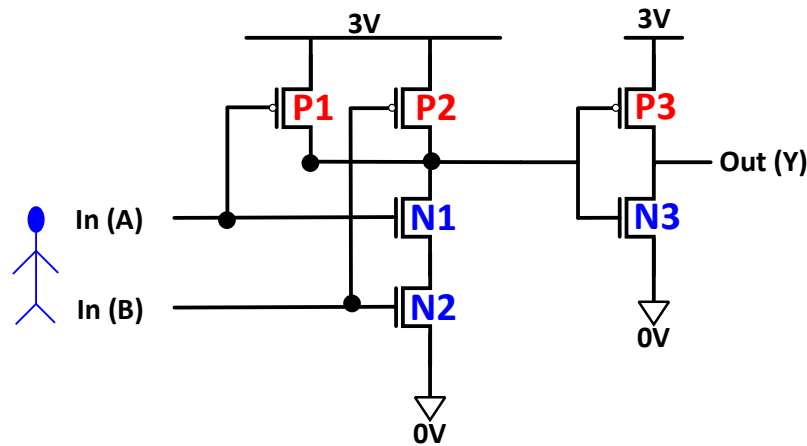 3V 3V
P1 P2 P3
Out (Y)
In (A) N1 N3
In (B) N2
0V
0V